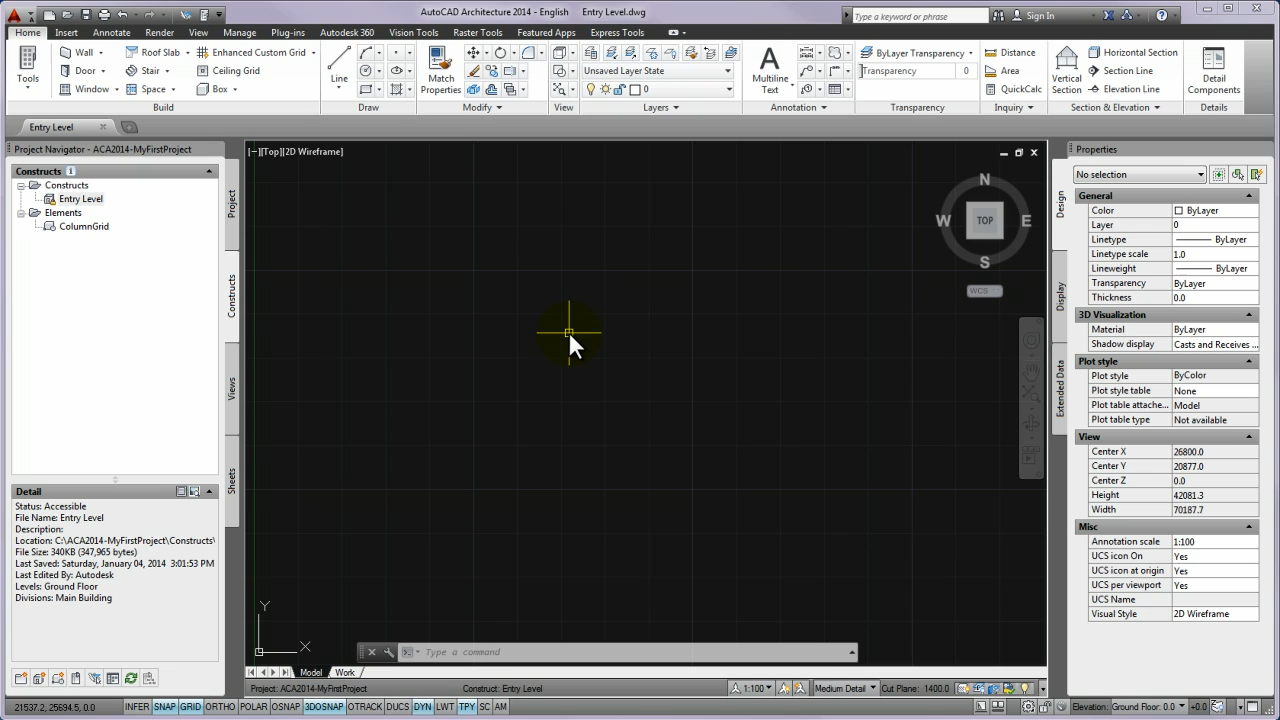 AutoCAD Architecture 2014 - English Entry Level.dwg
Type a keyword or phrase
Sign In
Home Insert Annotate Render View Manage Plug-ins Autodesk 360 Vision Tools Raster Tools Featured Apps Express Tools
Tools
Wall Roof Slab Enhanced Custom Grid
Door Stair Ceiling Grid
Window Space Box
Build
Line
Draw
Match Properties
Modify
View
Unsaved Layer State
0
Layers
Multiline Text
Annotation
ByLayer Transparency
Transparency 0
Transparency
Distance
Area
QuickCalc
Inquiry
Vertical Section
Horizontal Section
Section Line
Elevation Line
Section & Elevation
Detail Components
Details
Entry Level
Project Navigator - ACA2014-MyFirstProject
Constructs
Constructs
Entry Level
Elements
ColumnGrid
Project
Constructs
Views
Sheets
Detail
Status: Accessible
File Name: Entry Level
Description:
Location: C:\ACA2014-MyFirstProject\Constructs\
File Size: 340KB (347,965 bytes)
Last Saved: Saturday, January 04, 2014 3:01:53 PM
Last Edited By: Autodesk
Levels: Ground Floor
Divisions: Main Building
[−][Top][2D Wireframe]
N
W TOP E
S
WCS
Y
X
Type a command
Model Work
Properties
No selection
Design
Display
Extended Data
General
Color ByLayer
Layer 0
Linetype ByLayer
Linetype scale 1.0
Lineweight ByLayer
Transparency ByLayer
Thickness 0.0
3D Visualization
Material ByLayer
Shadow display Casts and Receives ...
Plot style
Plot style ByColor
Plot style table None
Plot table attache... Model
Plot table type Not available
View
Center X 26800.0
Center Y 20877.0
Center Z 0.0
Height 42081.3
Width 70187.7
Misc
Annotation scale 1:100
UCS icon On Yes
UCS icon at origin Yes
UCS per viewport Yes
UCS Name
Visual Style 2D Wireframe
Project: ACA2014-MyFirstProject Construct: Entry Level 1:100 Medium Detail Cut Plane: 1400.0
21537.2, 25694.5, 0.0 INFER SNAP GRID ORTHO POLAR OSNAP 3DOSNAP OTRACK DUCS DYN LWT TPY SC AM Elevation: Ground Floor: 0.0 +0.0